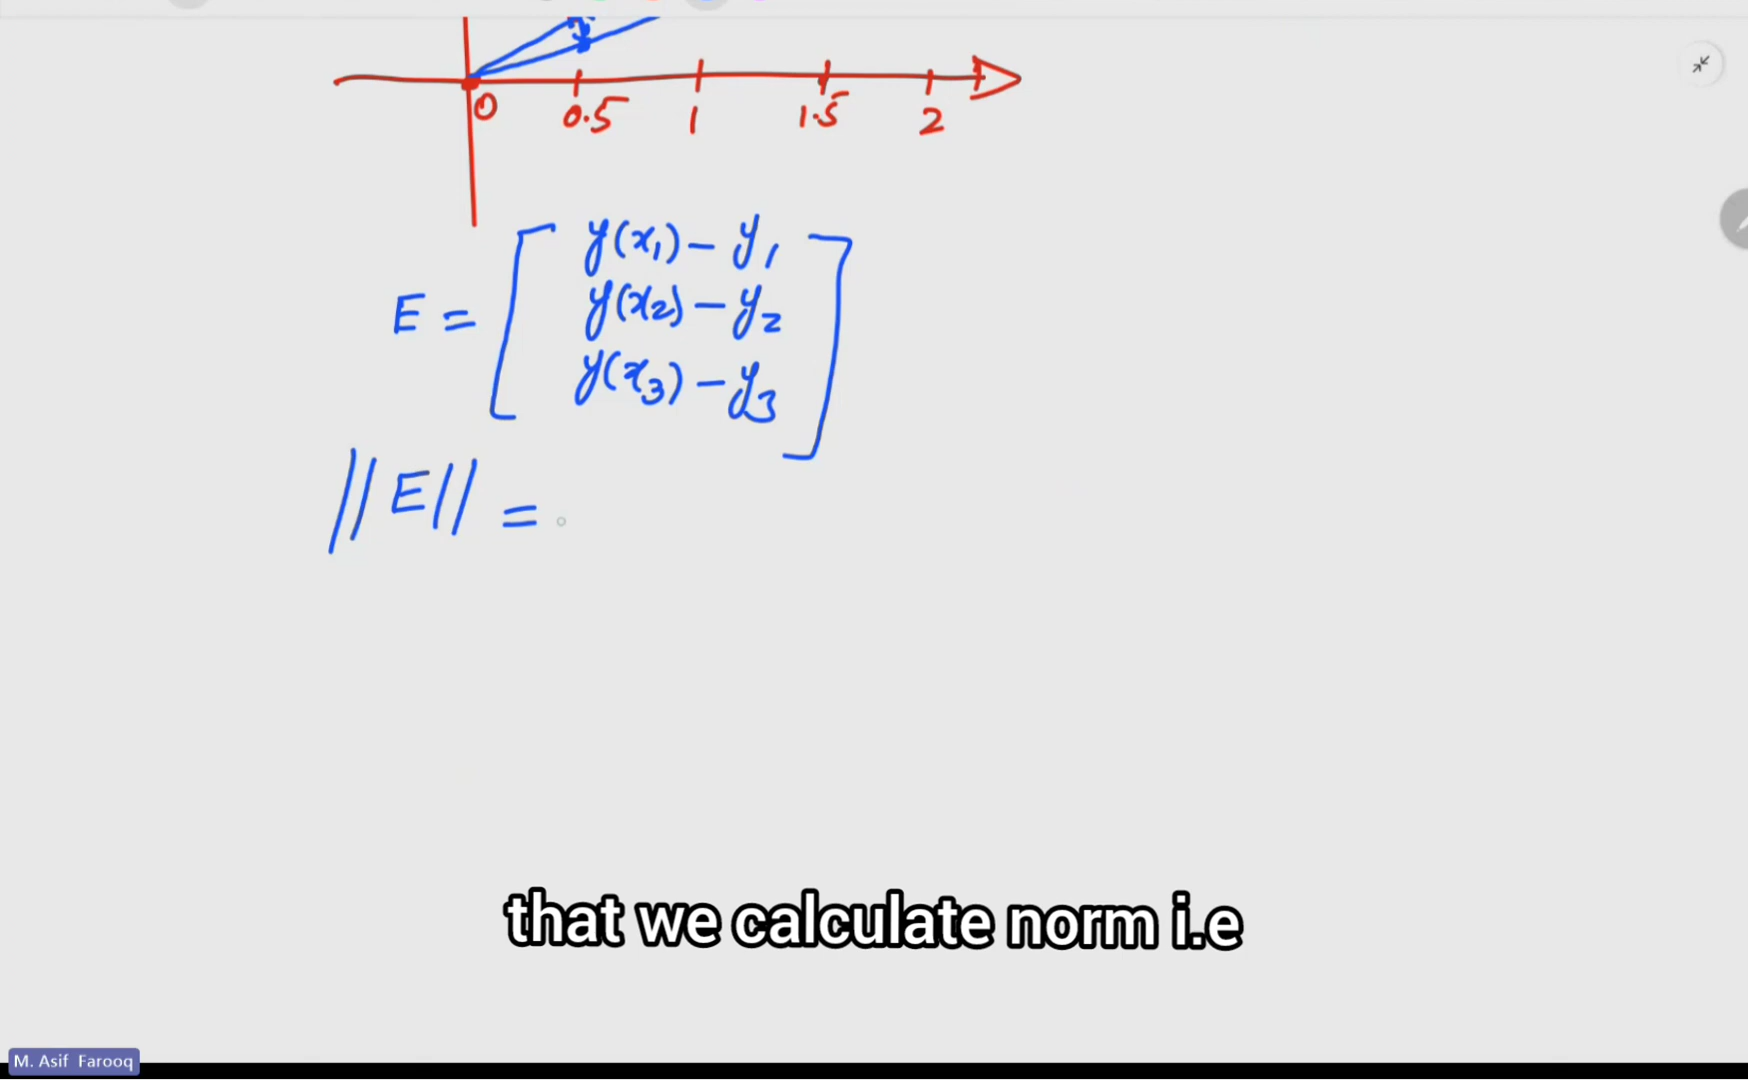 0 0.5 1 1.5 2
y(x₁) - y₁
E = y(x₂) - y₂
y(x₃) - y₃
||E|| =
that we calculate norm i.e
M. Asif Farooq